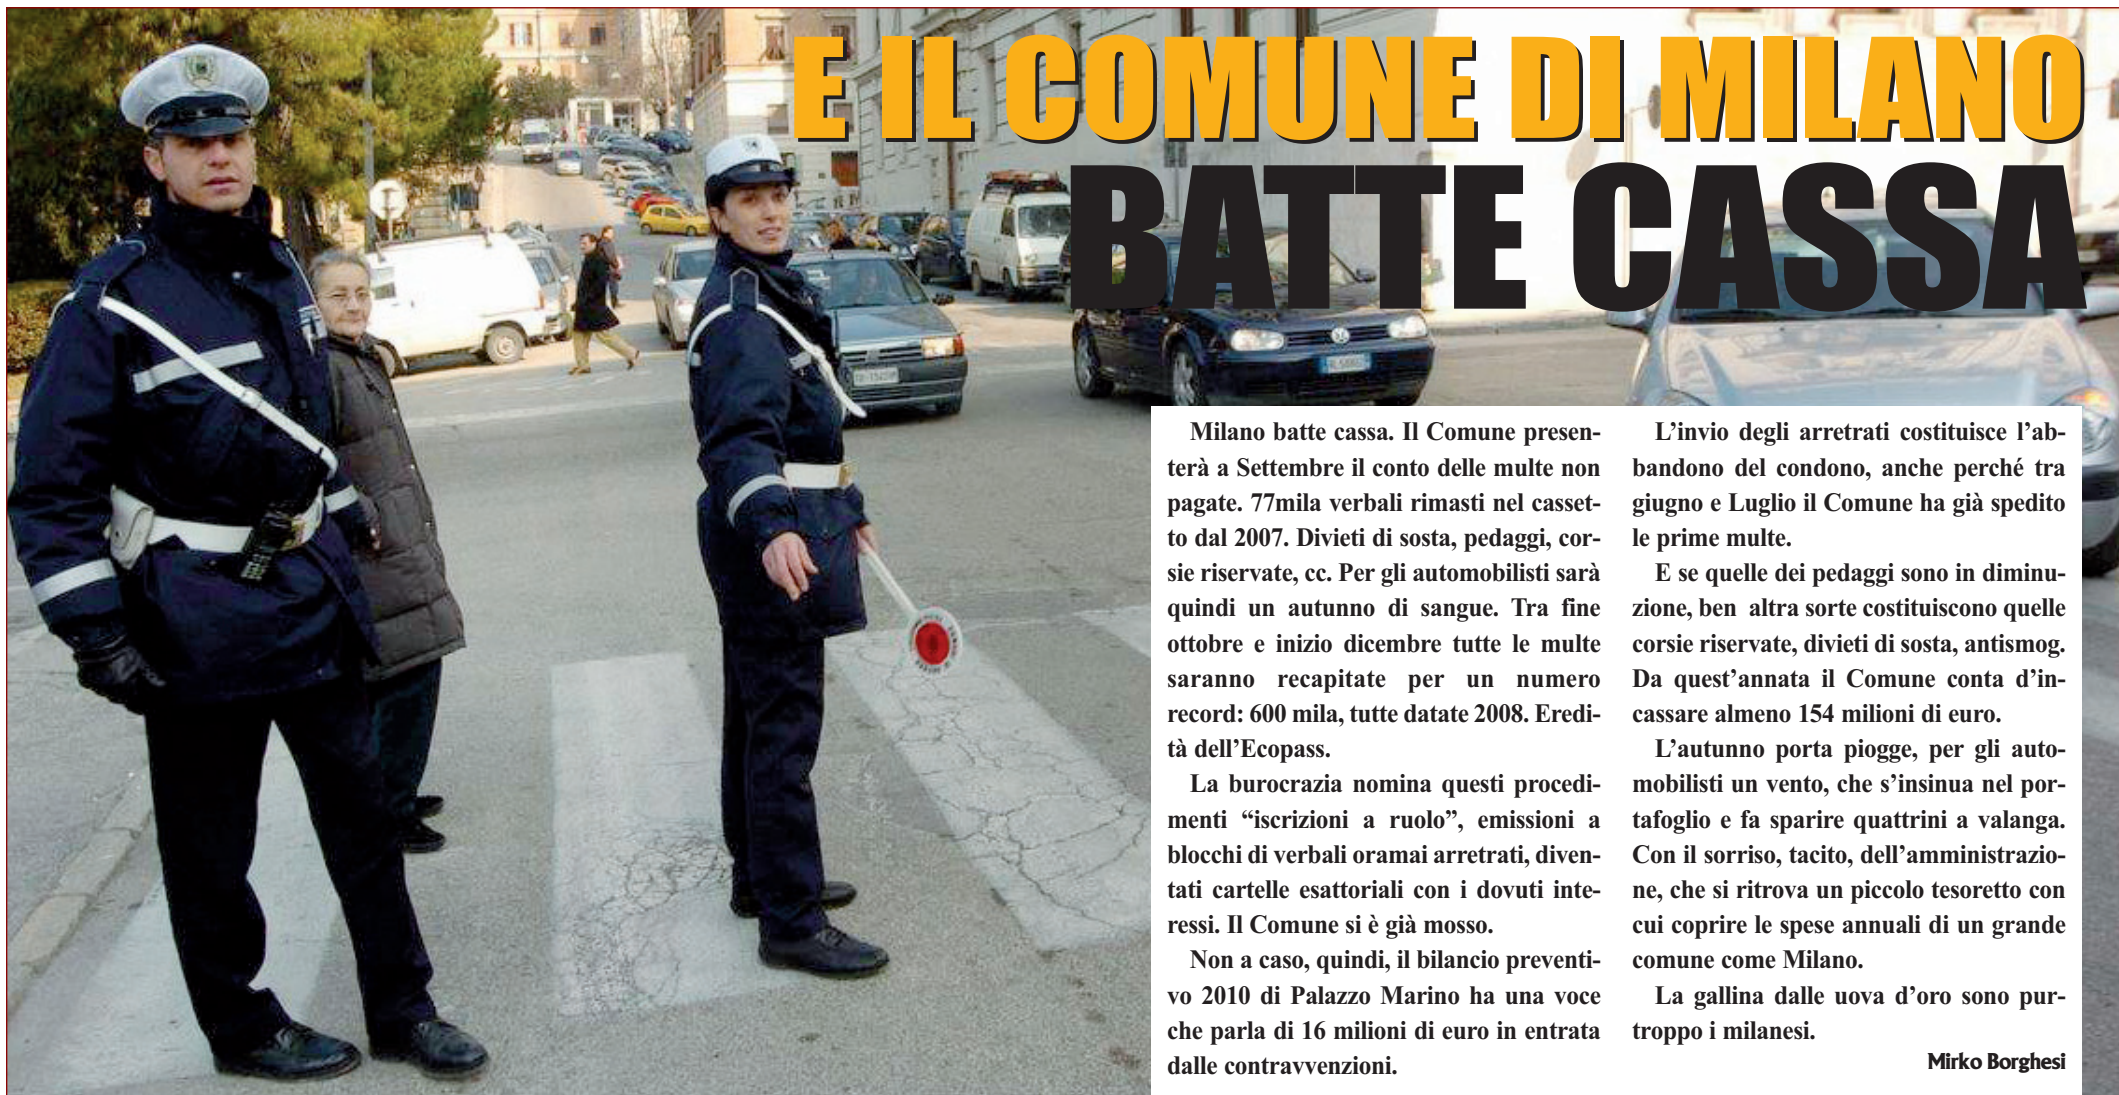 E IL COMUNE DI MILANO
BATTE CASSA
Milano batte cassa. Il Comune presen-
terà a Settembre il conto delle multe non
pagate. 77mila verbali rimasti nel casset-
to dal 2007. Divieti di sosta, pedaggi, cor-
sie riservate, cc. Per gli automobilisti sarà
quindi un autunno di sangue. Tra fine
ottobre e inizio dicembre tutte le multe
saranno recapitate per un numero
record: 600 mila, tutte datate 2008. Eredi-
tà dell'Ecopass.
La burocrazia nomina questi procedi-
menti “iscrizioni a ruolo”, emissioni a
blocchi di verbali oramai arretrati, diven-
tati cartelle esattoriali con i dovuti inte-
ressi. Il Comune si è già mosso.
Non a caso, quindi, il bilancio preventi-
vo 2010 di Palazzo Marino ha una voce
che parla di 16 milioni di euro in entrata
dalle contravvenzioni.
L'invio degli arretrati costituisce l'ab-
bandono del condono, anche perché tra
giugno e Luglio il Comune ha già spedito
le prime multe.
E se quelle dei pedaggi sono in diminu-
zione, ben altra sorte costituiscono quelle
corsie riservate, divieti di sosta, antismog.
Da quest'annata il Comune conta d'in-
cassare almeno 154 milioni di euro.
L'autunno porta piogge, per gli auto-
mobilisti un vento, che s'insinua nel por-
tafoglio e fa sparire quattrini a valanga.
Con il sorriso, tacito, dell'amministrazio-
ne, che si ritrova un piccolo tesoretto con
cui coprire le spese annuali di un grande
comune come Milano.
La gallina dalle uova d'oro sono pur-
troppo i milanesi.
Mirko Borghesi